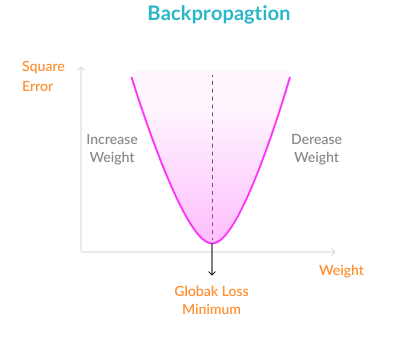 Backpropagtion
Square
Error
Increase
Weight
Derease
Weight
Weight
Globak Loss
Minimum